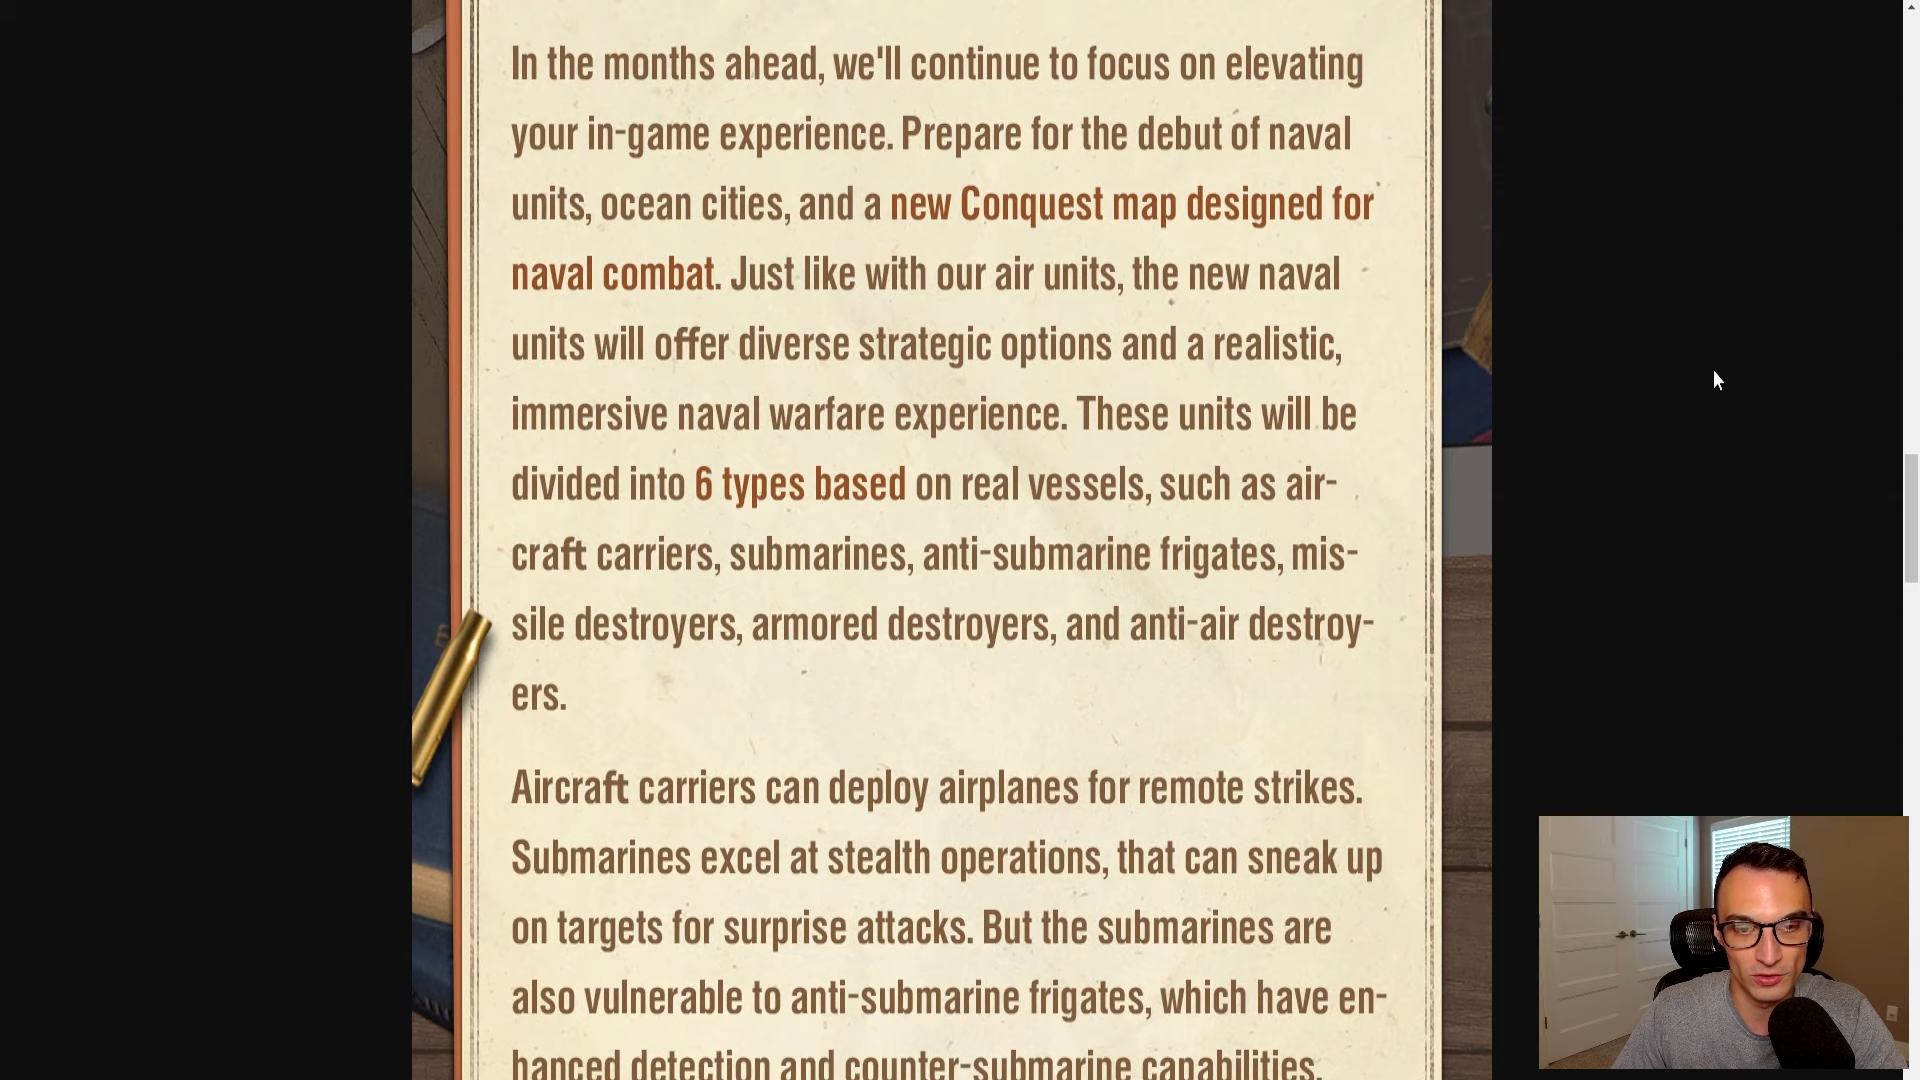 In the months ahead, we'll continue to focus on elevating
your in-game experience. Prepare for the debut of naval
units, ocean cities, and a new Conquest map designed for
naval combat. Just like with our air units, the new naval
units will offer diverse strategic options and a realistic,
immersive naval warfare experience. These units will be
divided into 6 types based on real vessels, such as air-
craft carriers, submarines, anti-submarine frigates, mis-
sile destroyers, armored destroyers, and anti-air destroy-
ers.
Aircraft carriers can deploy airplanes for remote strikes.
Submarines excel at stealth operations, that can sneak up
on targets for surprise attacks. But the submarines are
also vulnerable to anti-submarine frigates, which have en-
hanced detection and counter-submarine capabilities.